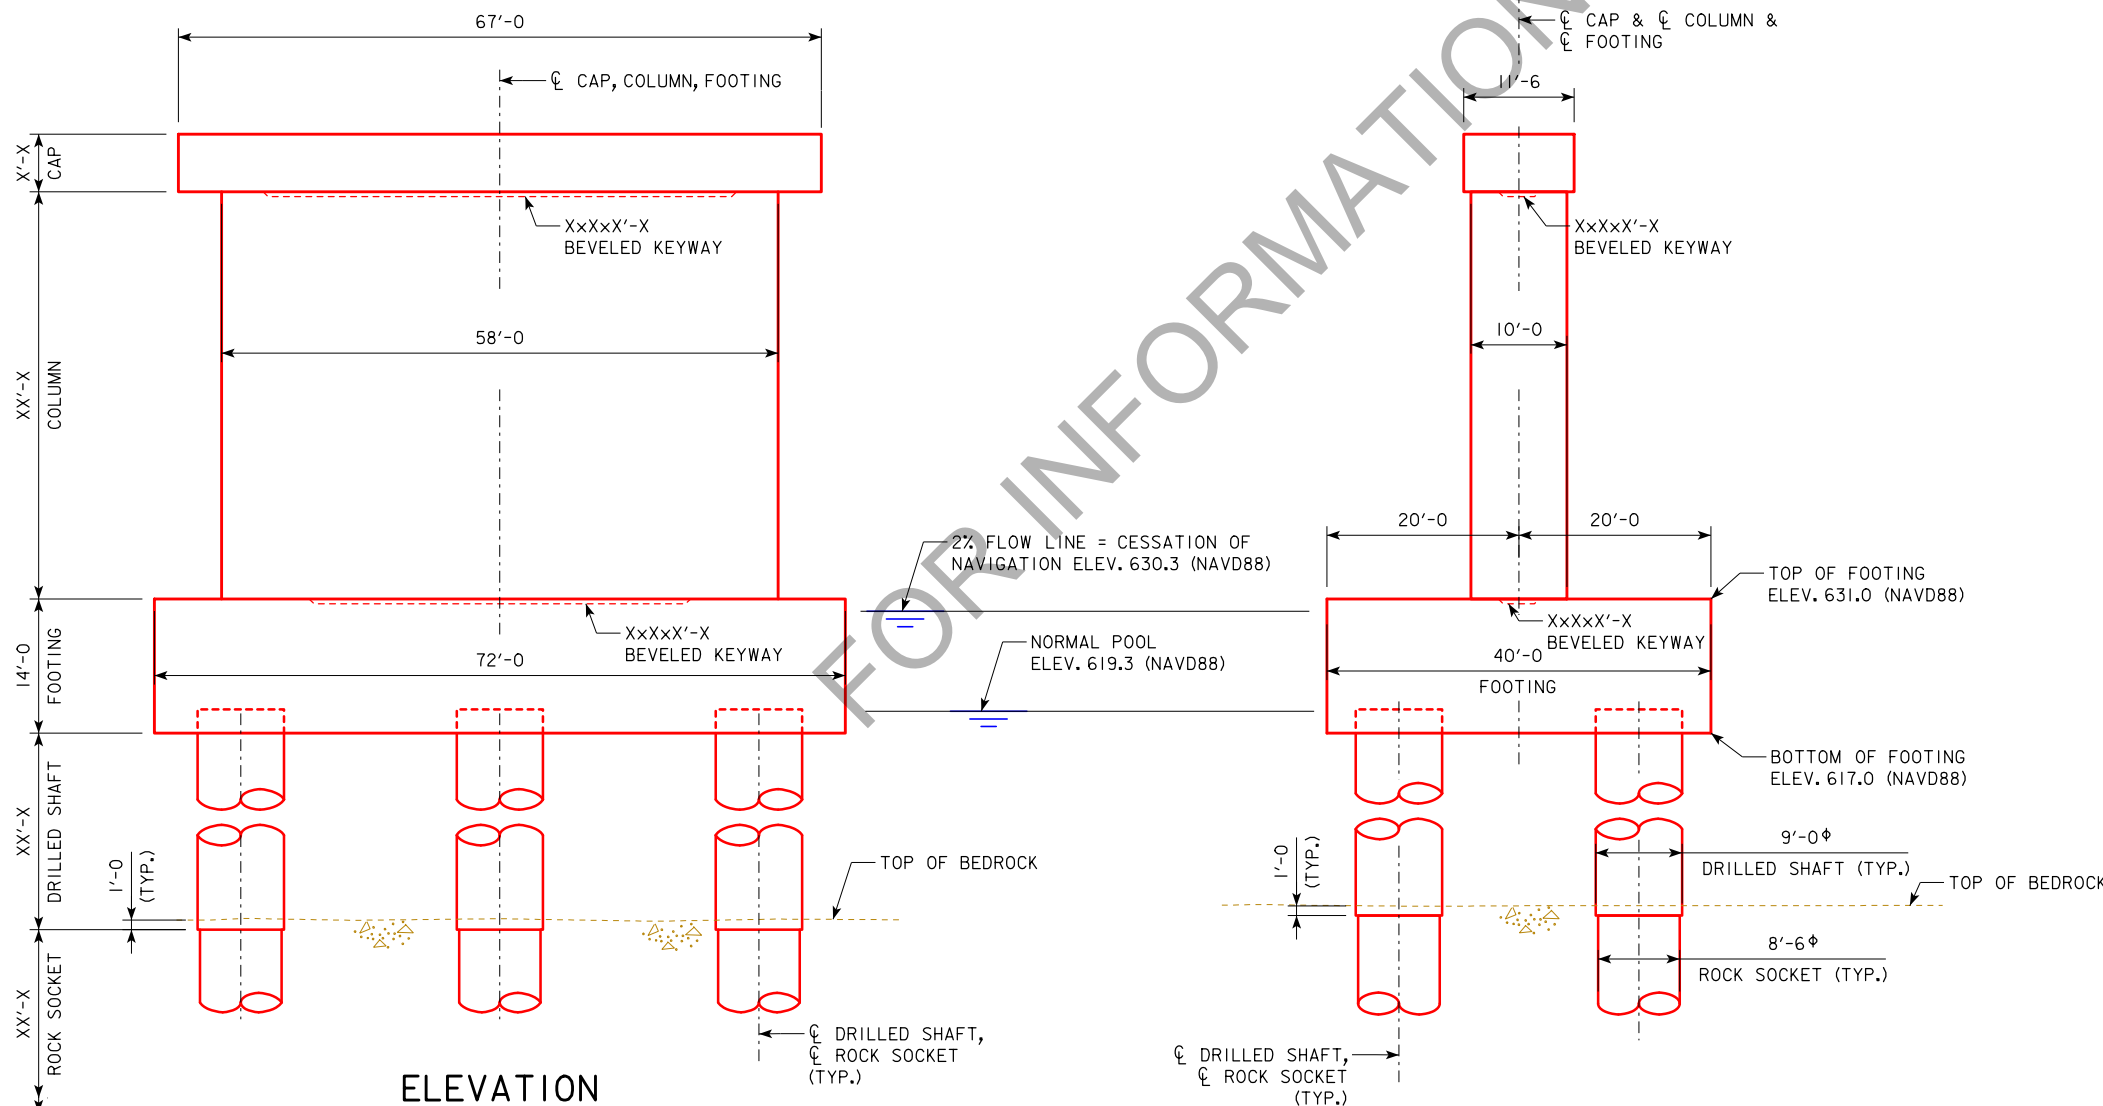 67'-0
℄ CAP, COLUMN, FOOTING
X'-X
CAP
XxXxX'-X
BEVELED KEYWAY
58'-0
XX'-X
COLUMN
XxXxX'-X
BEVELED KEYWAY
72'-0
14'-0
FOOTING
XX'-X
DRILLED SHAFT
1'-0
(TYP.)
TOP OF BEDROCK
XX'-X
ROCK SOCKET
℄ DRILLED SHAFT,
℄ ROCK SOCKET
(TYP.)
ELEVATION
2% FLOW LINE = CESSATION OF
NAVIGATION ELEV. 630.3 (NAVD88)
NORMAL POOL
ELEV. 619.3 (NAVD88)
FOR INFORMATION
℄ CAP & ℄ COLUMN &
℄ FOOTING
11'-6
XxXxX'-X
BEVELED KEYWAY
10'-0
20'-0
20'-0
TOP OF FOOTING
ELEV. 631.0 (NAVD88)
XxXxX'-X
BEVELED KEYWAY
40'-0
FOOTING
BOTTOM OF FOOTING
ELEV. 617.0 (NAVD88)
9'-0ϕ
DRILLED SHAFT (TYP.)
1'-0
(TYP.)
TOP OF BEDROCK
8'-6ϕ
ROCK SOCKET (TYP.)
℄ DRILLED SHAFT,
℄ ROCK SOCKET
(TYP.)